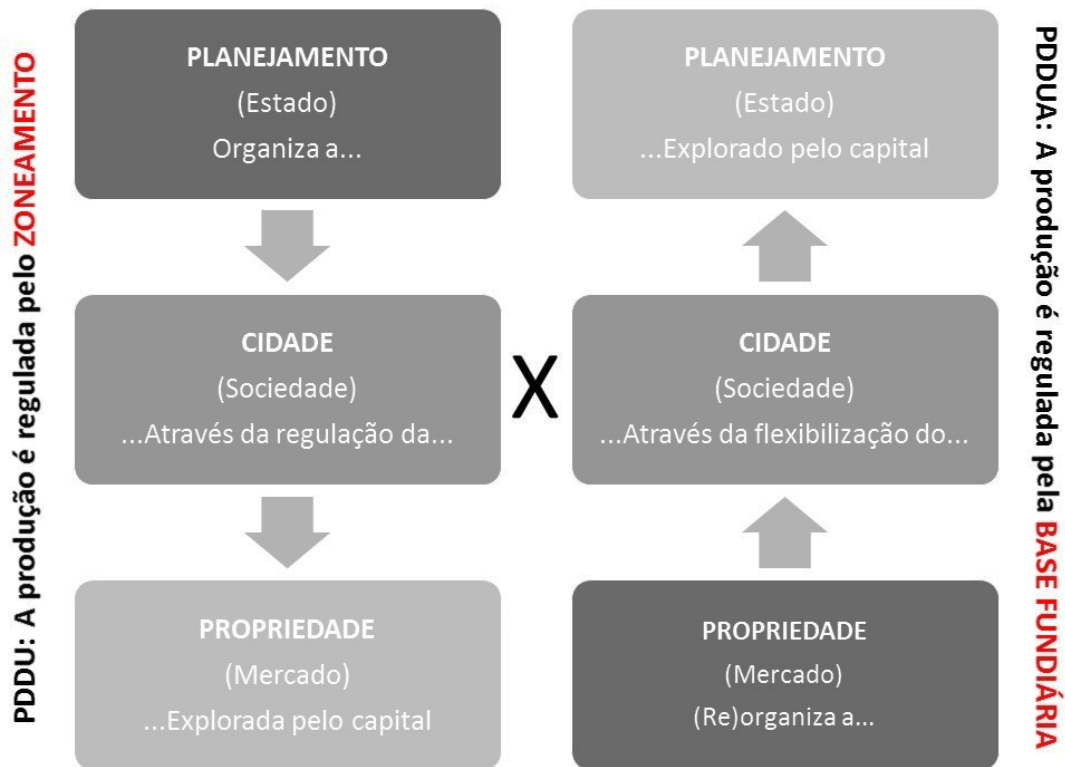 PDDU: A produção é regulada pelo ZONEAMENTO
PLANEJAMENTO
(Estado)
Organiza a...
CIDADE
(Sociedade)
...Através da regulação da...
PROPRIEDADE
(Mercado)
...Explorada pelo capital
X
PLANEJAMENTO
(Estado)
...Explorado pelo capital
CIDADE
(Sociedade)
...Através da flexibilização do...
PROPRIEDADE
(Mercado)
(Re)organiza a...
PDDUA: A produção é regulada pela BASE FUNDIÁRIA